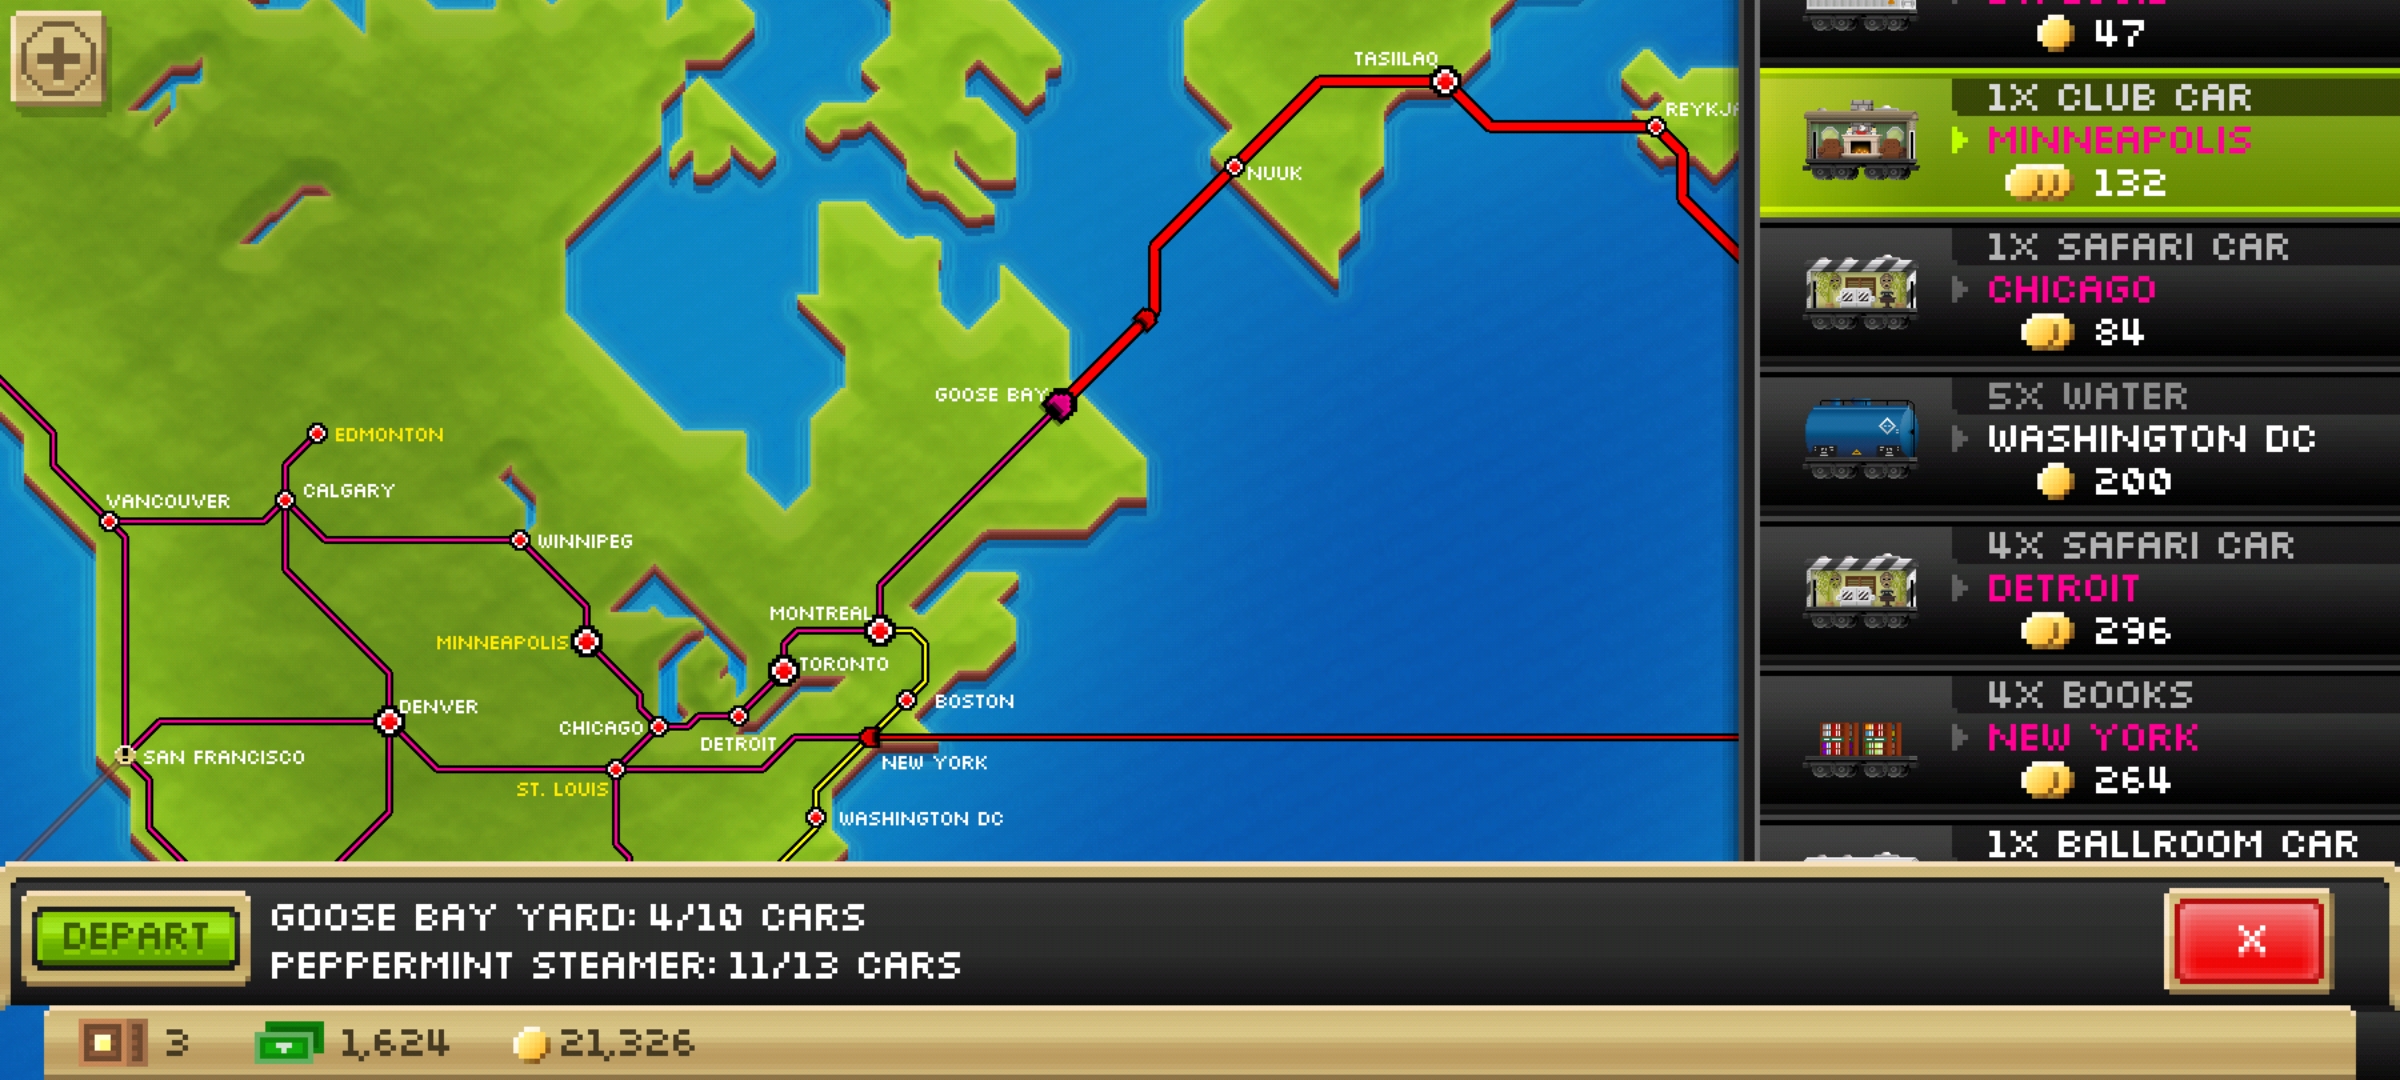 TASIILAQ
NUUK
GOOSE BAY
EDMONTON
VANCOUVER
CALGARY
WINNIPEG
MINNEAPOLIS
MONTREAL
TORONTO
DENVER
CHICAGO
DETROIT
BOSTON
SAN FRANCISCO
NEW YORK
ST. LOUIS
WASHINGTON DC
47
1X CLUB CAR
MINNEAPOLIS
132
1X SAFARI CAR
CHICAGO
84
5X WATER
WASHINGTON DC
200
4X SAFARI CAR
DETROIT
296
4X BOOKS
NEW YORK
264
1X BALLROOM CAR
DEPART
GOOSE BAY YARD: 4/10 CARS
PEPPERMINT STEAMER: 11/13 CARS
X
3
1,624
21,326